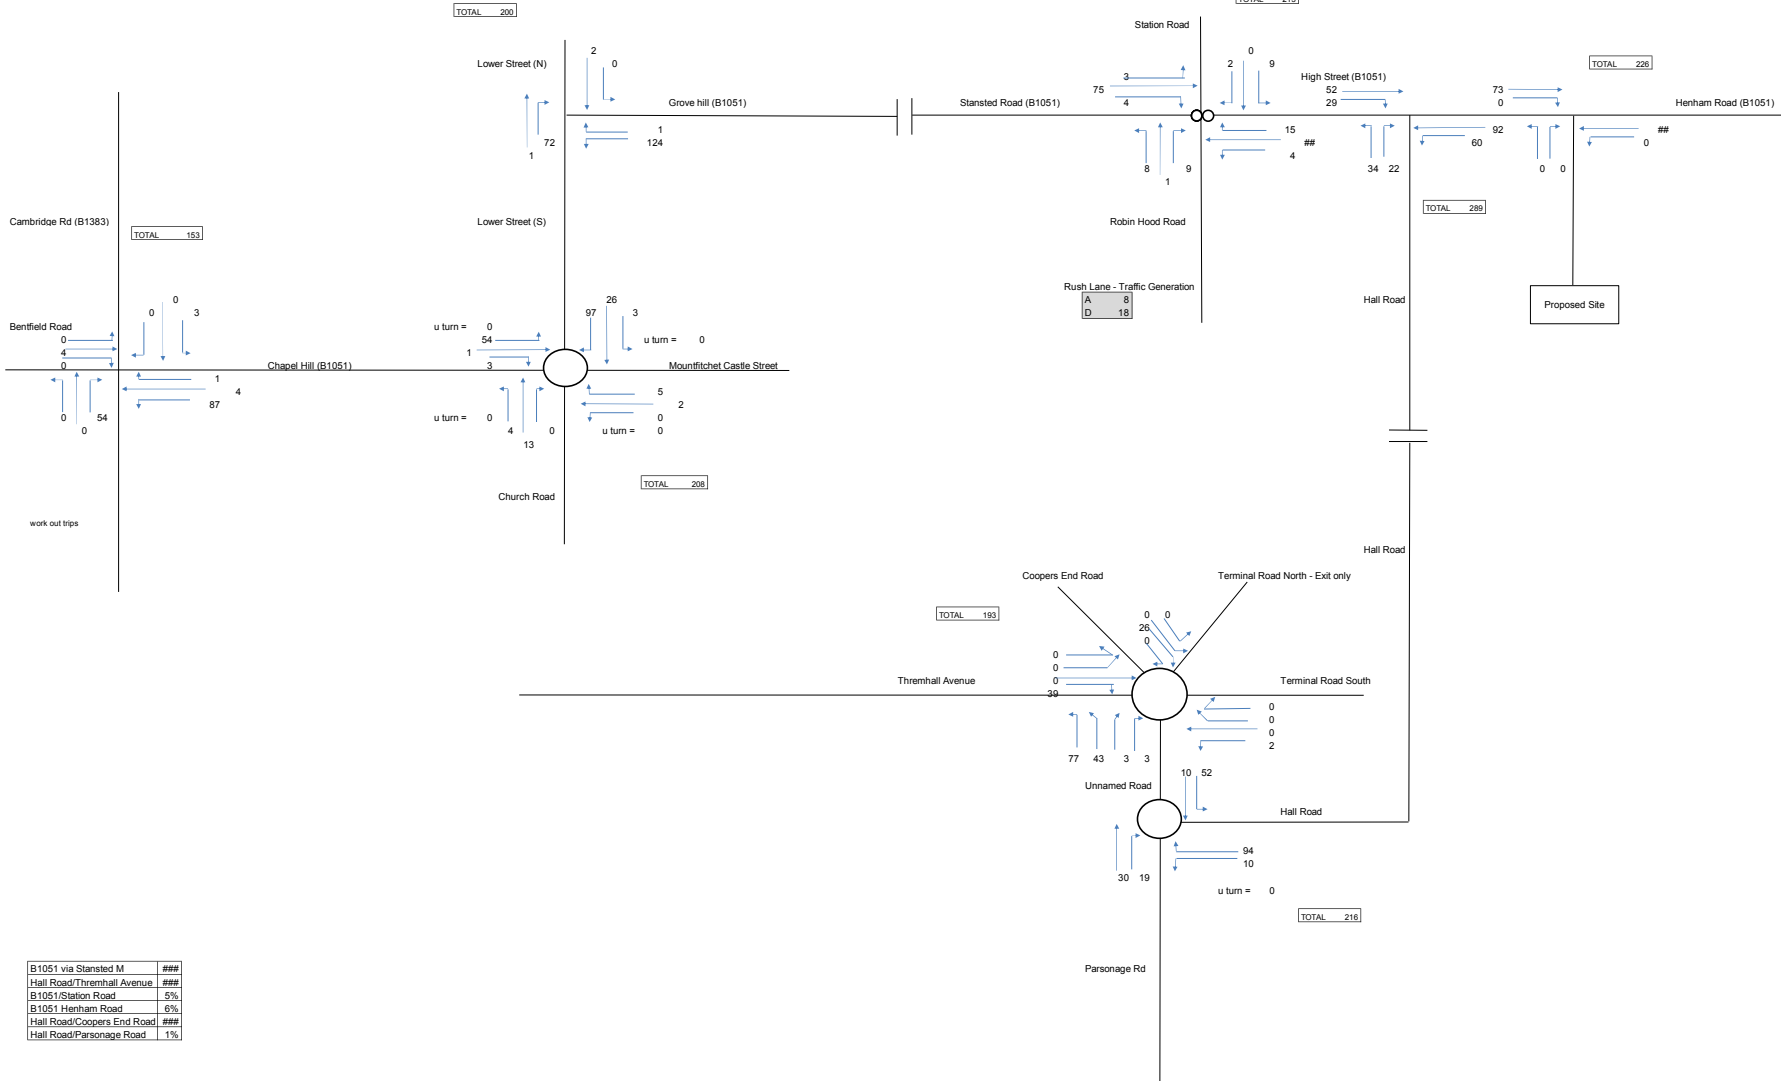 TOTAL 200
Station Road
Lower Street (N)
2
0
3
75
4
2
0
9
High Street (B1051)
52
29
73
0
TOTAL 226
Grove hill (B1051)
Stansted Road (B1051)
Henham Road (B1051)
72
1
1
124
15
##
4
92
60
##
0
8
1
9
34 22
0 0
Cambridge Rd (B1383)
TOTAL 153
Lower Street (S)
Robin Hood Road
TOTAL 289
Rush Lane - Traffic Generation
A 8
D 18
Hall Road
Proposed Site
Bentfield Road
0
4
0
0
0
3
u turn = 0
54
1
3
97
26
3
u turn = 0
Chapel Hill (B1051)
Mountfitchet Castle Street
1
4
87
0
0
54
u turn = 0
4
13
0
5
2
0
u turn = 0
TOTAL 208
Church Road
work out trips
Hall Road
Coopers End Road
Terminal Road North - Exit only
TOTAL 193
0 0
26
0
0
0
0
39
Thremhall Avenue
Terminal Road South
0
0
0
2
77 43 3 3
Unnamed Road
10 52
Hall Road
94
10
30 19
u turn = 0
TOTAL 216
Parsonage Rd
B1051 via Stansted M ###
Hall Road/Thremhall Avenue ###
B1051/Station Road 5%
B1051 Henham Road 6%
Hall Road/Coopers End Road ###
Hall Road/Parsonage Road 1%